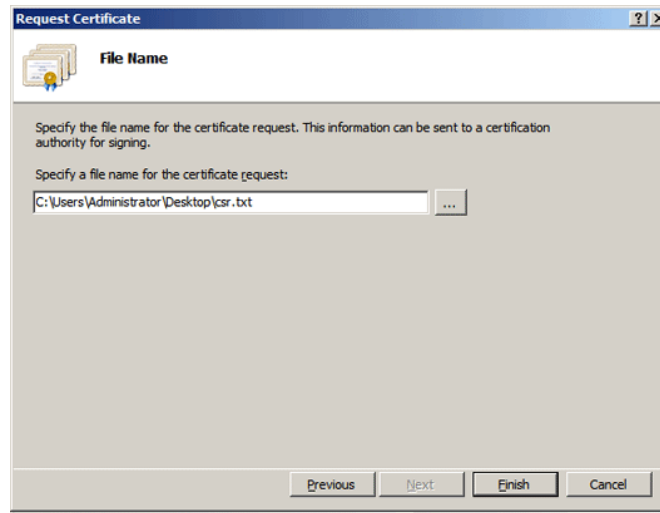 Request Certificate
File Name
Specify the file name for the certificate request. This information can be sent to a certification
authority for signing.
Specify a file name for the certificate request:
C:\Users\Administrator\Desktop\csr.txt
...
Previous Next Finish Cancel